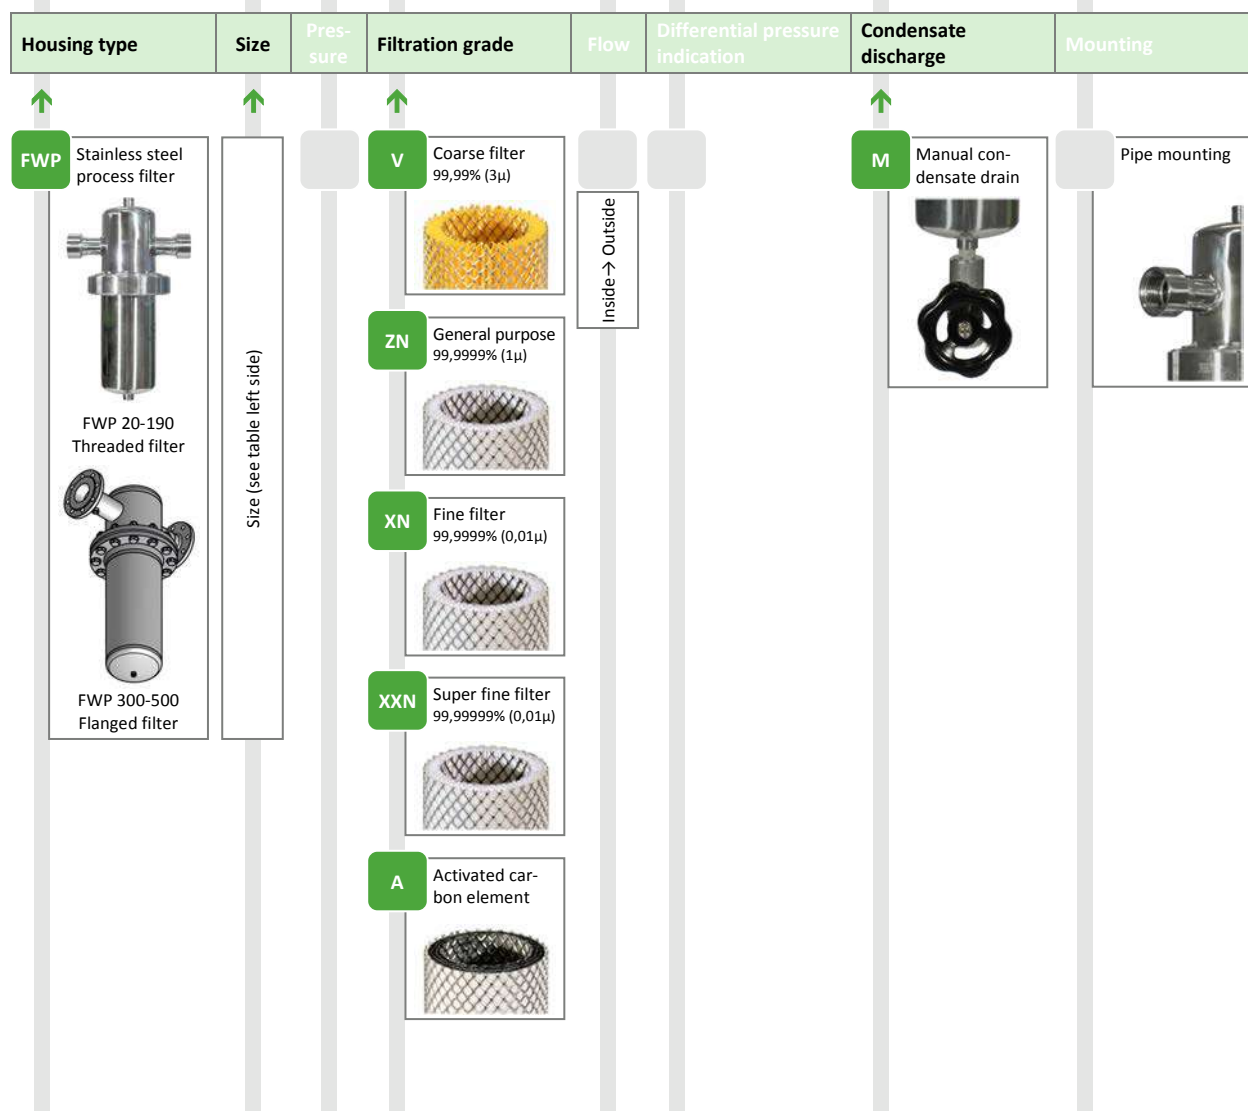 Housing type
Size
Pres-
sure
Filtration grade
Flow
Differential pressure
indication
Condensate
discharge
Mounting
FWP
Stainless steel
process filter
FWP 20-190
Threaded filter
FWP 300-500
Flanged filter
Size (see table left side)
V
Coarse filter
99,99% (3µ)
ZN
General purpose
99,9999% (1µ)
XN
Fine filter
99,9999% (0,01µ)
XXN
Super fine filter
99,99999% (0,01µ)
A
Activated car-
bon element
Inside→ Outside
M
Manual con-
densate drain
Pipe mounting